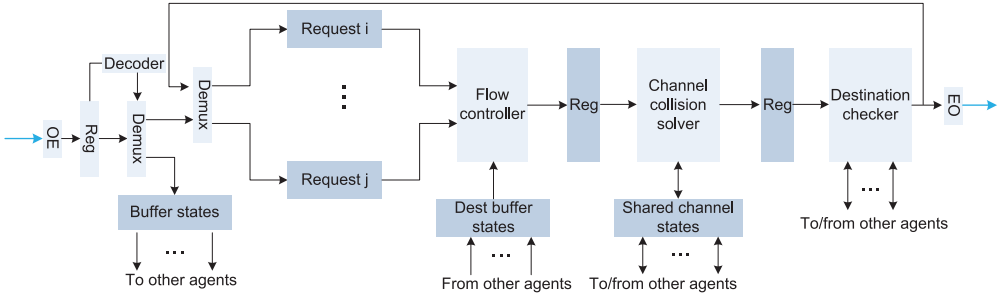 OE
Reg
Decoder
Demux
Demux
Buffer states
...
To other agents
Request i
...
Request j
Flow
controller
Dest buffer
states
...
From other agents
Reg
Channel
collision
solver
Shared channel
states
...
To/from other agents
Reg
Destination
checker
...
To/from other agents
EO